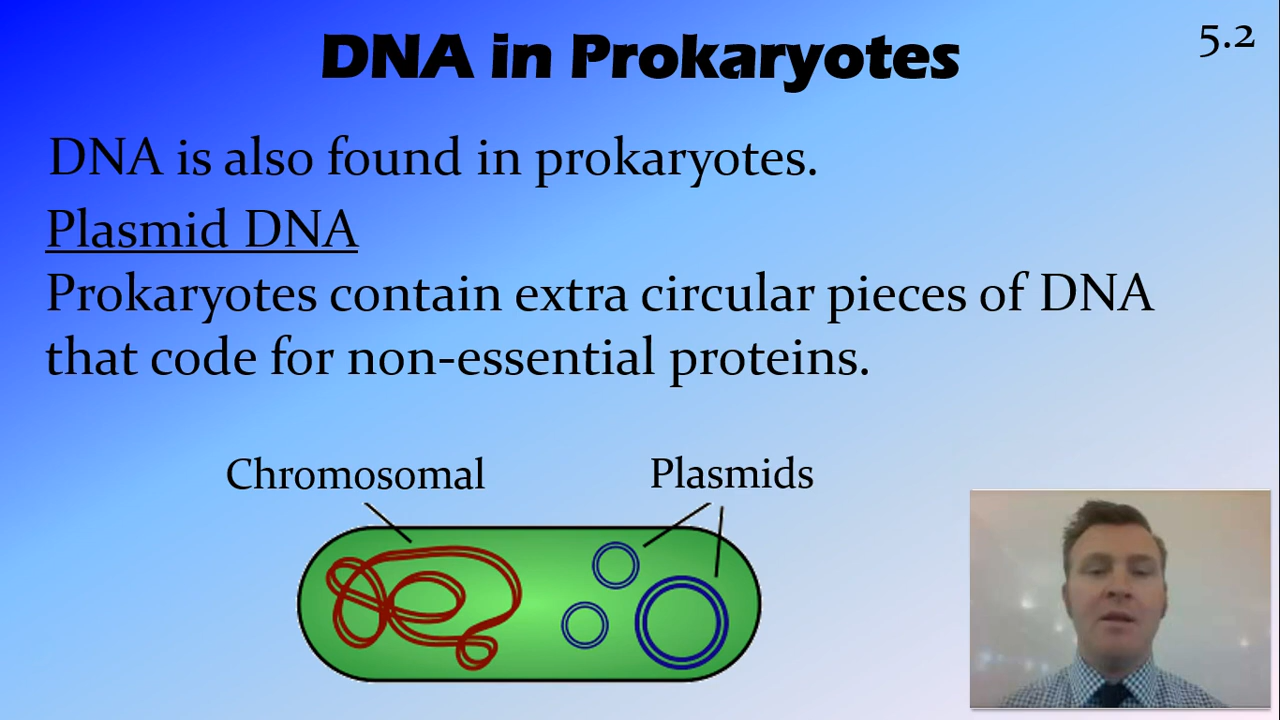 DNA in Prokaryotes
5.2
DNA is also found in prokaryotes.
Plasmid DNA
Prokaryotes contain extra circular pieces of DNA
that code for non-essential proteins.
Chromosomal
Plasmids